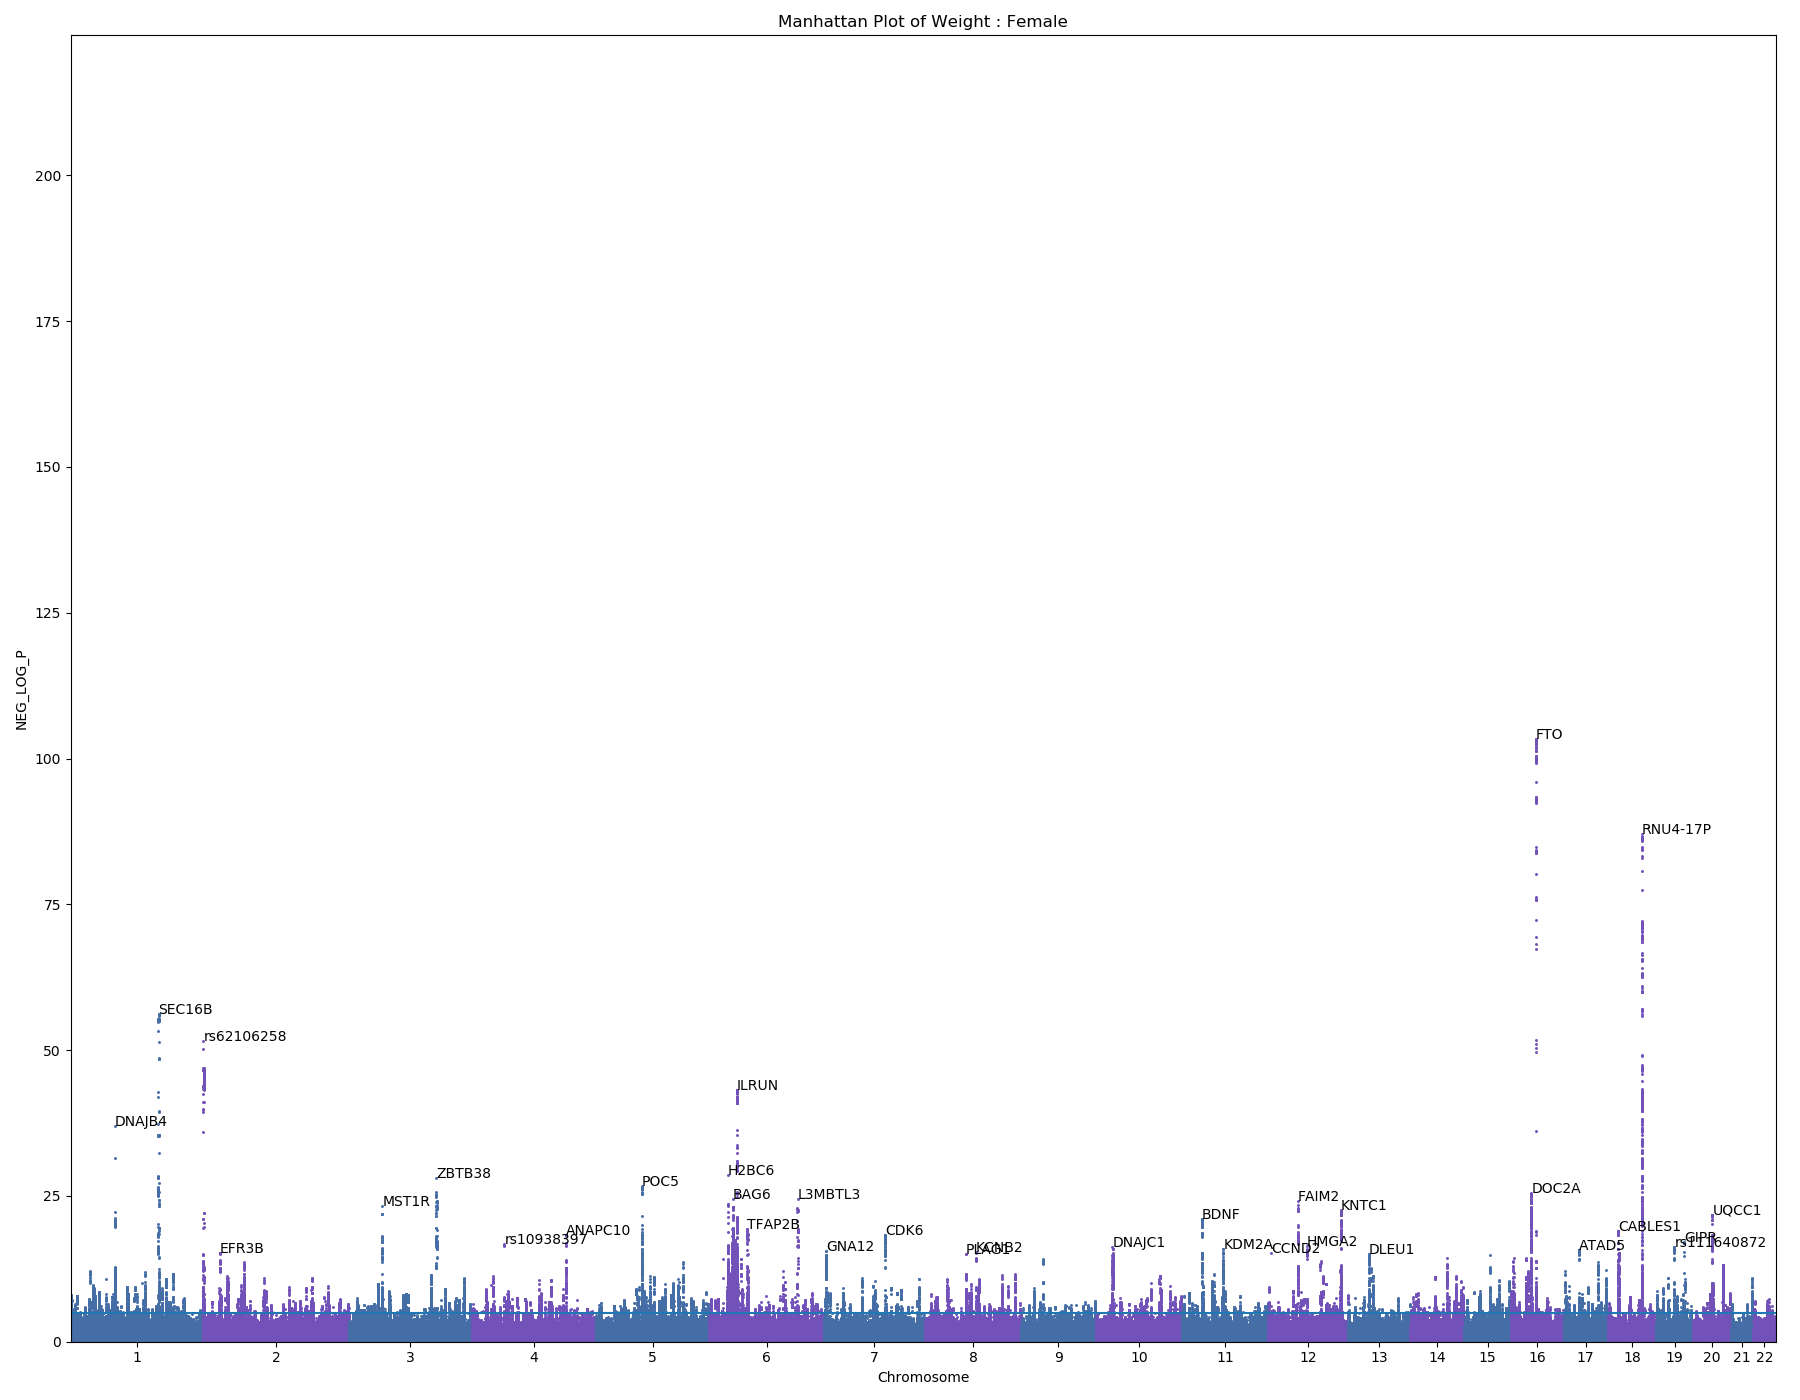 Manhattan Plot of Weight : Female
200
175
150
125
100
75
50
25
0
NEG_LOG_P
FTO
RNU4-17P
SEC16B
rs62106258
ILRUN
DNAJB4
H2BC6
ZBTB38
POC5
BAG6
L3MBTL3
MST1R
FAIM2
KNTC1
DOC2A
BDNF
UQCC1
TFAP2B
ANAPC10
CDK6
CABLES1
rs10938397
GIPR
EFR3B
GNA12
PLAG1
KCNB2
DNAJC1
KDM2A
CCND2
HMGA2
DLEU1
ATAD5
rs111640872
1 2 3 4 5 6 7 8 9 10 11 12 13 14 15 16 17 18 19 20 21 22
Chromosome